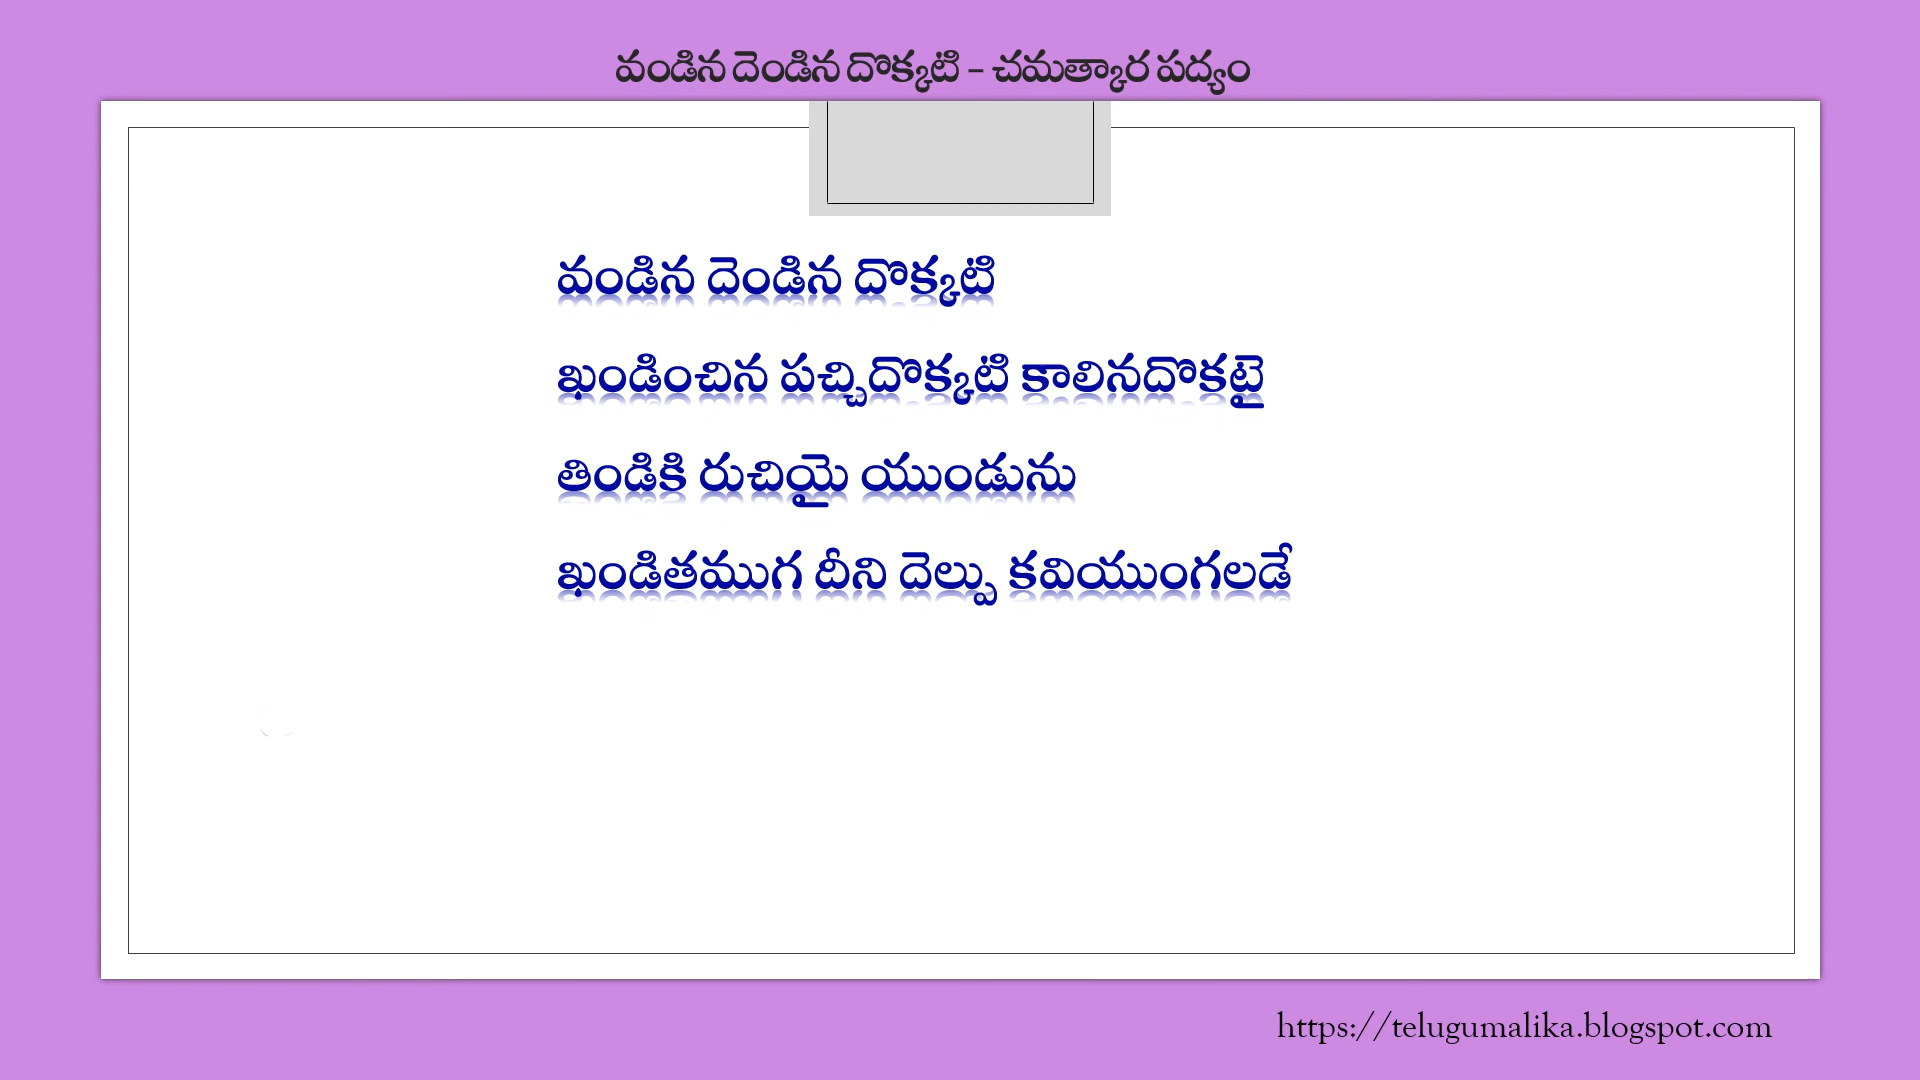 వండిన దెండిన దొక్కటి – చమత్కార పద్యం
వండిన దెండిన దొక్కటి
ఖండించిన పచ్చిదొక్కటి కాలినదొకటై
తిండికి రుచియై యుండును
ఖండితముగ దీని దెల్పు కవియుంగలడే
https://telugumalika.blogspot.com